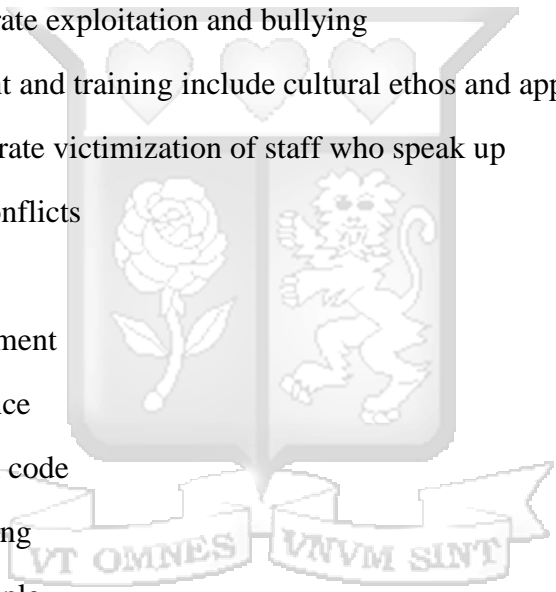 rate exploitation and bullying
nt and training include cultural ethos and app
rate victimization of staff who speak up
onflicts
ment
ce
code
ng
VT OMNES VNVM SINT